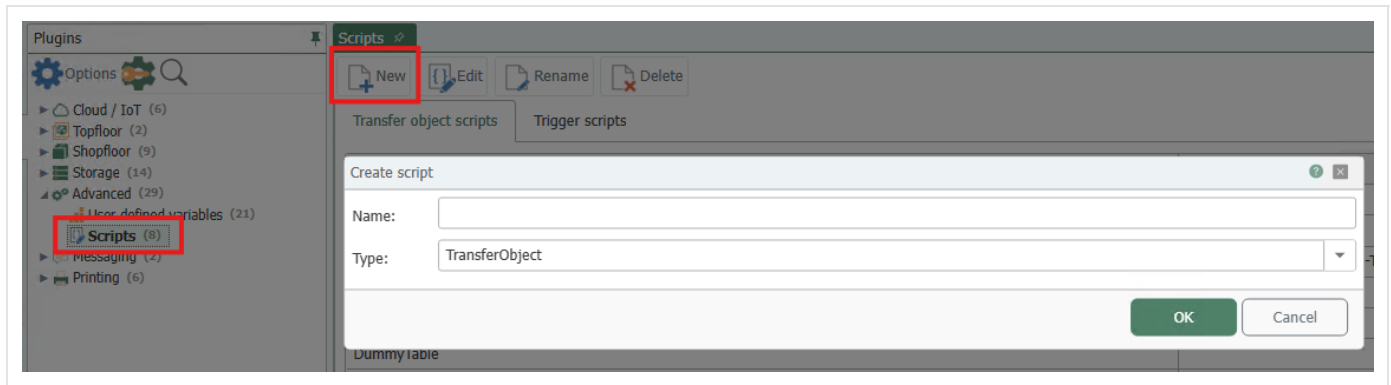 Plugins
Options
Cloud / IoT (6)
Topfloor (2)
Shopfloor (9)
Storage (14)
Advanced (29)
User defined variables (21)
Scripts (8)
Messaging (2)
Printing (6)
Scripts
New Edit Rename Delete
Transfer object scripts Trigger scripts
Create script
Name:
Type: TransferObject
OK Cancel
DummyTable